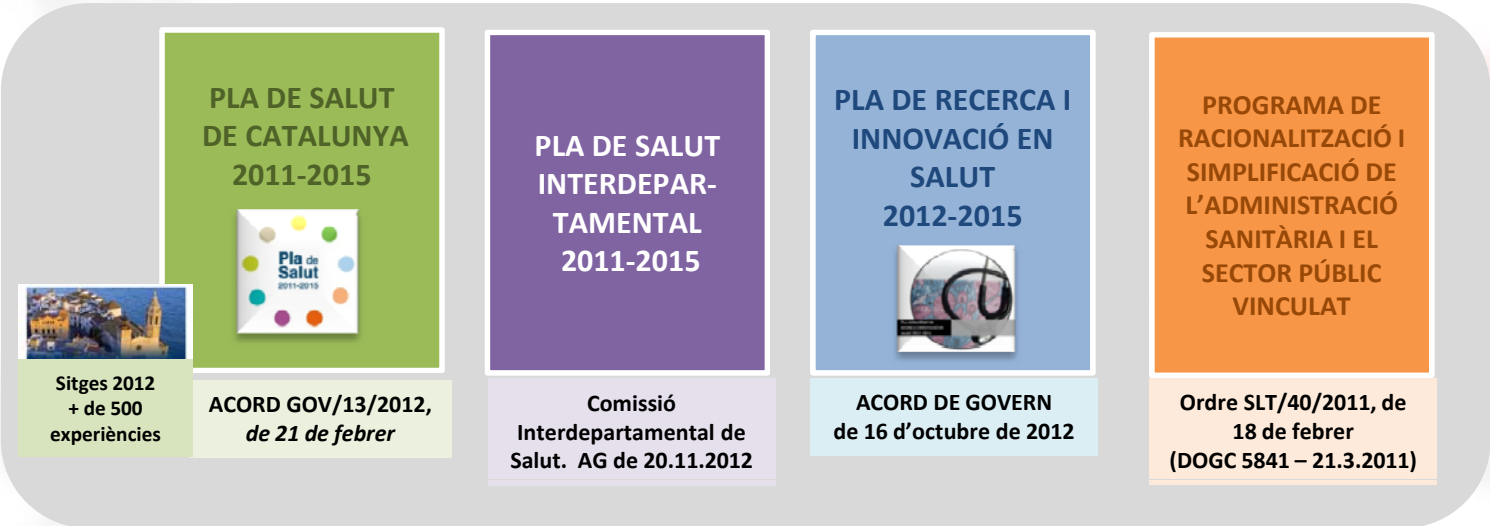 PLA DE SALUT
DE CATALUNYA
2011-2015
Pla de
Salut
2011-2015
Sitges 2012
+ de 500
experiències
ACORD GOV/13/2012,
de 21 de febrer
PLA DE SALUT
INTERDEPAR-
TAMENTAL
2011-2015
Comissió
Interdepartamental de
Salut. AG de 20.11.2012
PLA DE RECERCA I
INNOVACIÓ EN
SALUT
2012-2015
ACORD DE GOVERN
de 16 d’octubre de 2012
PROGRAMA DE
RACIONALITZACIÓ I
SIMPLIFICACIÓ DE
L’ADMINISTRACIÓ
SANITÀRIA I EL
SECTOR PÚBLIC
VINCULAT
Ordre SLT/40/2011, de
18 de febrer
(DOGC 5841 – 21.3.2011)